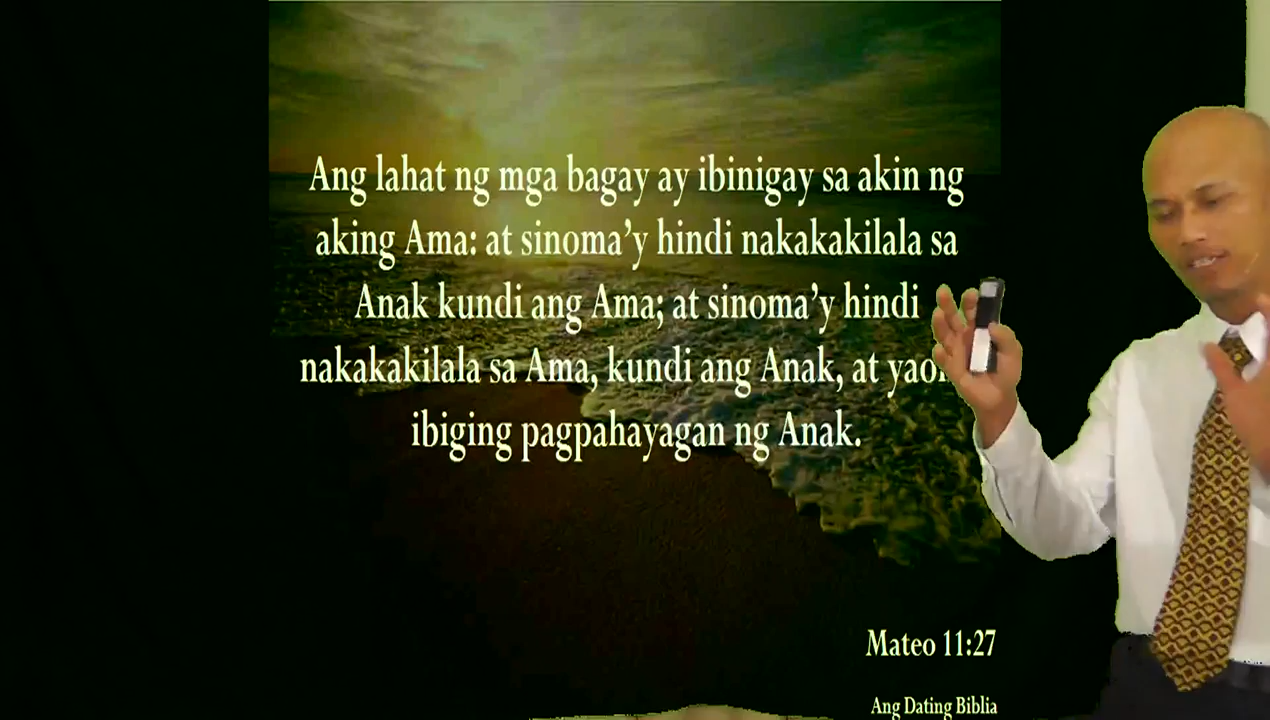 Ang lahat ng mga bagay ay ibinigay sa akin ng
aking Ama: at sinoma'y hindi nakakakilala sa
Anak kundi ang Ama; at sinoma'y hindi
nakakakilala sa Ama, kundi ang Anak, at
ibiging pagpahayagan ng Anak.
Mateo 11:27
Ang Dating Biblia